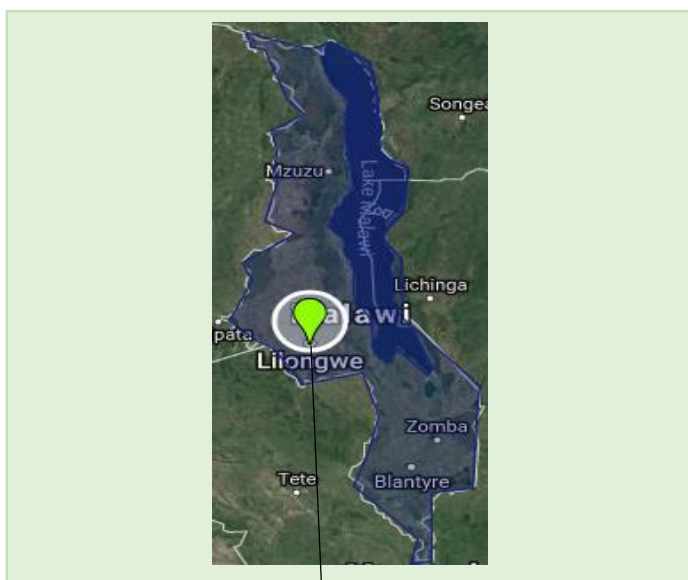 Songea
Mzuzu
Lake Malawi
Lichinga
Malawi
pata
Lilongwe
Zomba
Tete
Blantyre